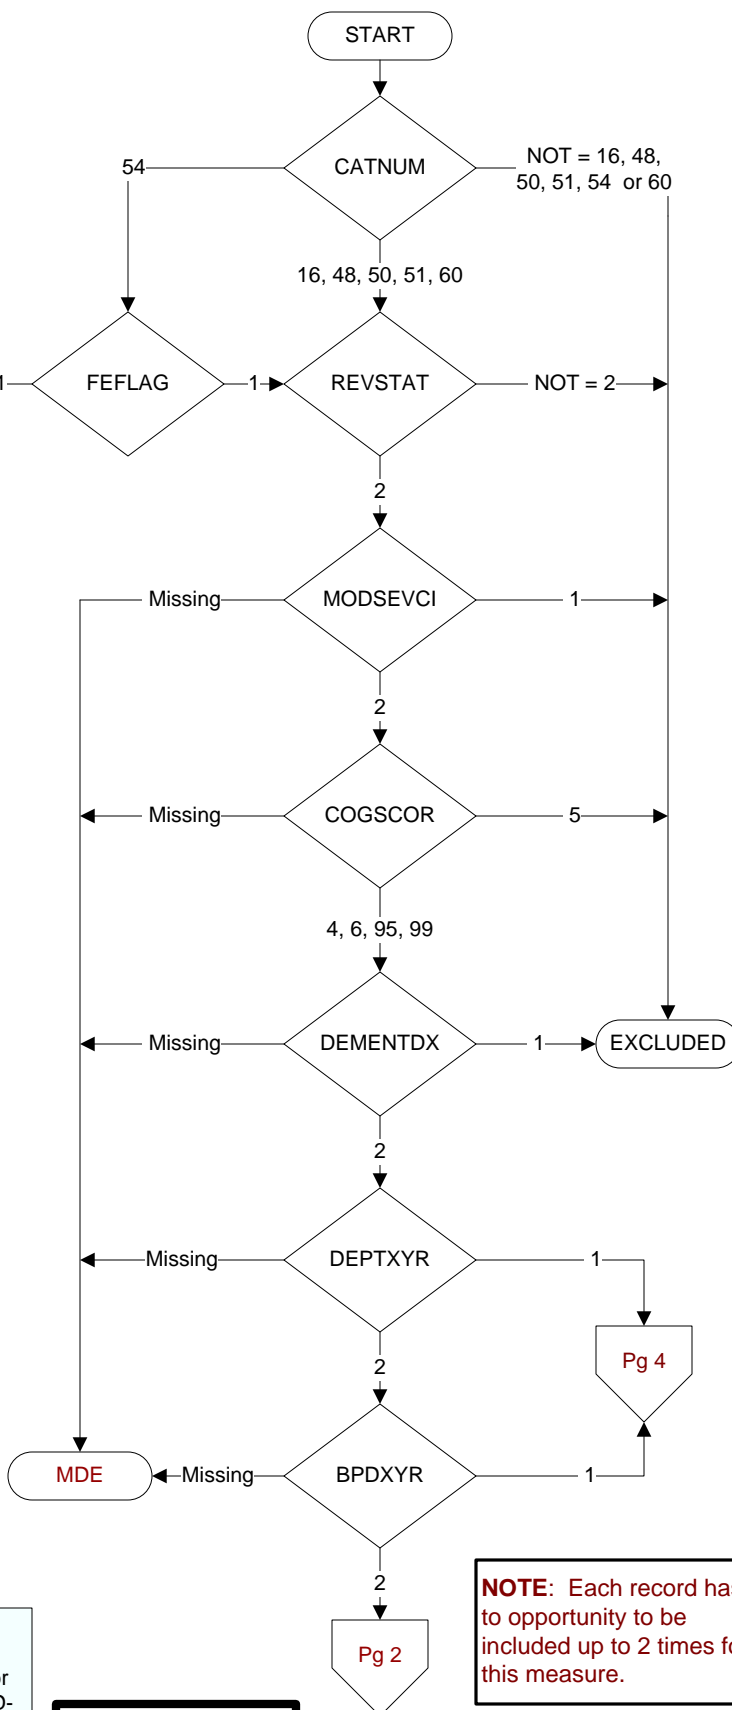 START
CATNUM
54
NOT = 16, 48,
50, 51, 54 or 60
16, 48, 50, 51, 60
1
FEFLAG
1
REVSTAT
NOT = 2
2
Missing
MODSEVCI
1
2
Missing
COGSCOR
5
4, 6, 95, 99
Missing
DEMENTDX
1
EXCLUDED
2
Missing
DEPTXYR
1
2
Pg 4
MDE
Missing
BPDXYR
1
2
Pg 2
NOTE: Each record has
to opportunity to be
included up to 2 times
this measure.
or